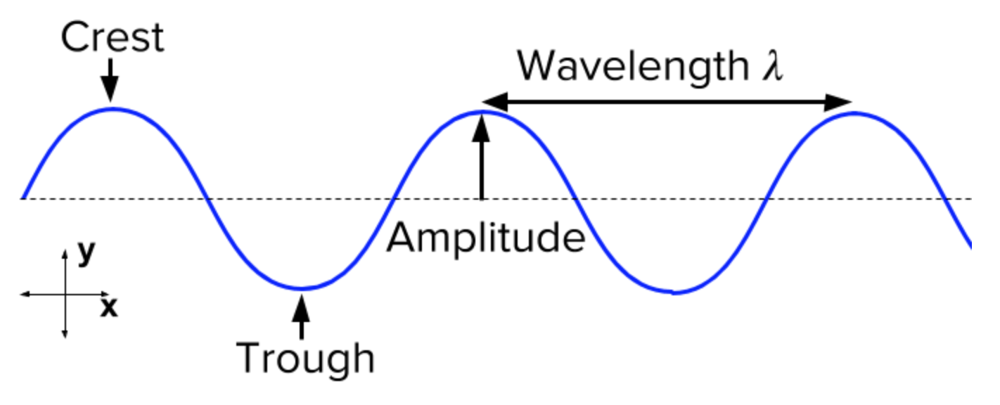 Crest
Wavelength λ
Amplitude
y
x
Trough